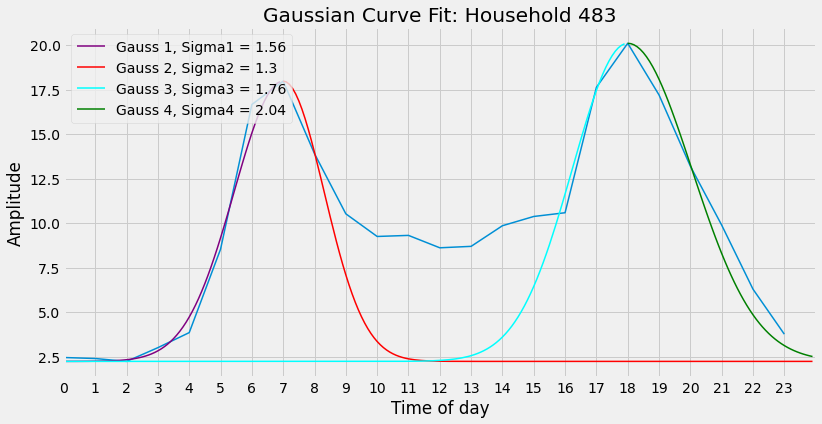 Gaussian Curve Fit: Household 483
Gauss 1, Sigma1 = 1.56
Gauss 2, Sigma2 = 1.3
Gauss 3, Sigma3 = 1.76
Gauss 4, Sigma4 = 2.04
Amplitude
20.0
17.5
15.0
12.5
10.0
7.5
5.0
2.5
0 1 2 3 4 5 6 7 8 9 10 11 12 13 14 15 16 17 18 19 20 21 22 23
Time of day